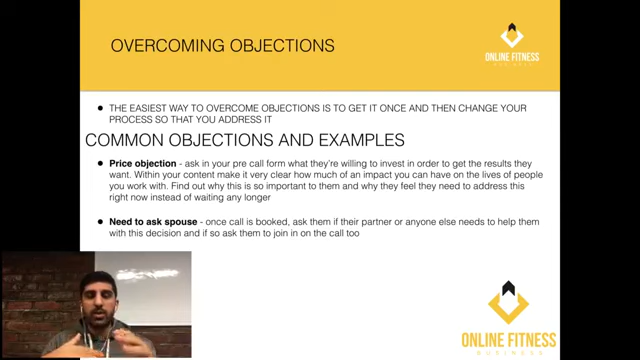 OVERCOMING OBJECTIONS
ONLINE FITNESS
BUSINESS
● THE EASIEST WAY TO OVERCOME OBJECTIONS IS TO GET IT ONCE AND THEN CHANGE YOUR
PROCESS SO THAT YOU ADDRESS IT
COMMON OBJECTIONS AND EXAMPLES
● Price objection - ask in your pre call form what they're willing to invest in order to get the results they
want. Within your content make it very clear how much of an impact you can have on the lives of people
you work with. Find out why this is so important to them and why they feel they need to address this
right now instead of waiting any longer
● Need to ask spouse - once call is booked, ask them if their partner or anyone else needs to help them
with this decision and if so ask them to join in on the call too
ONLINE FITNESS
BUSINESS